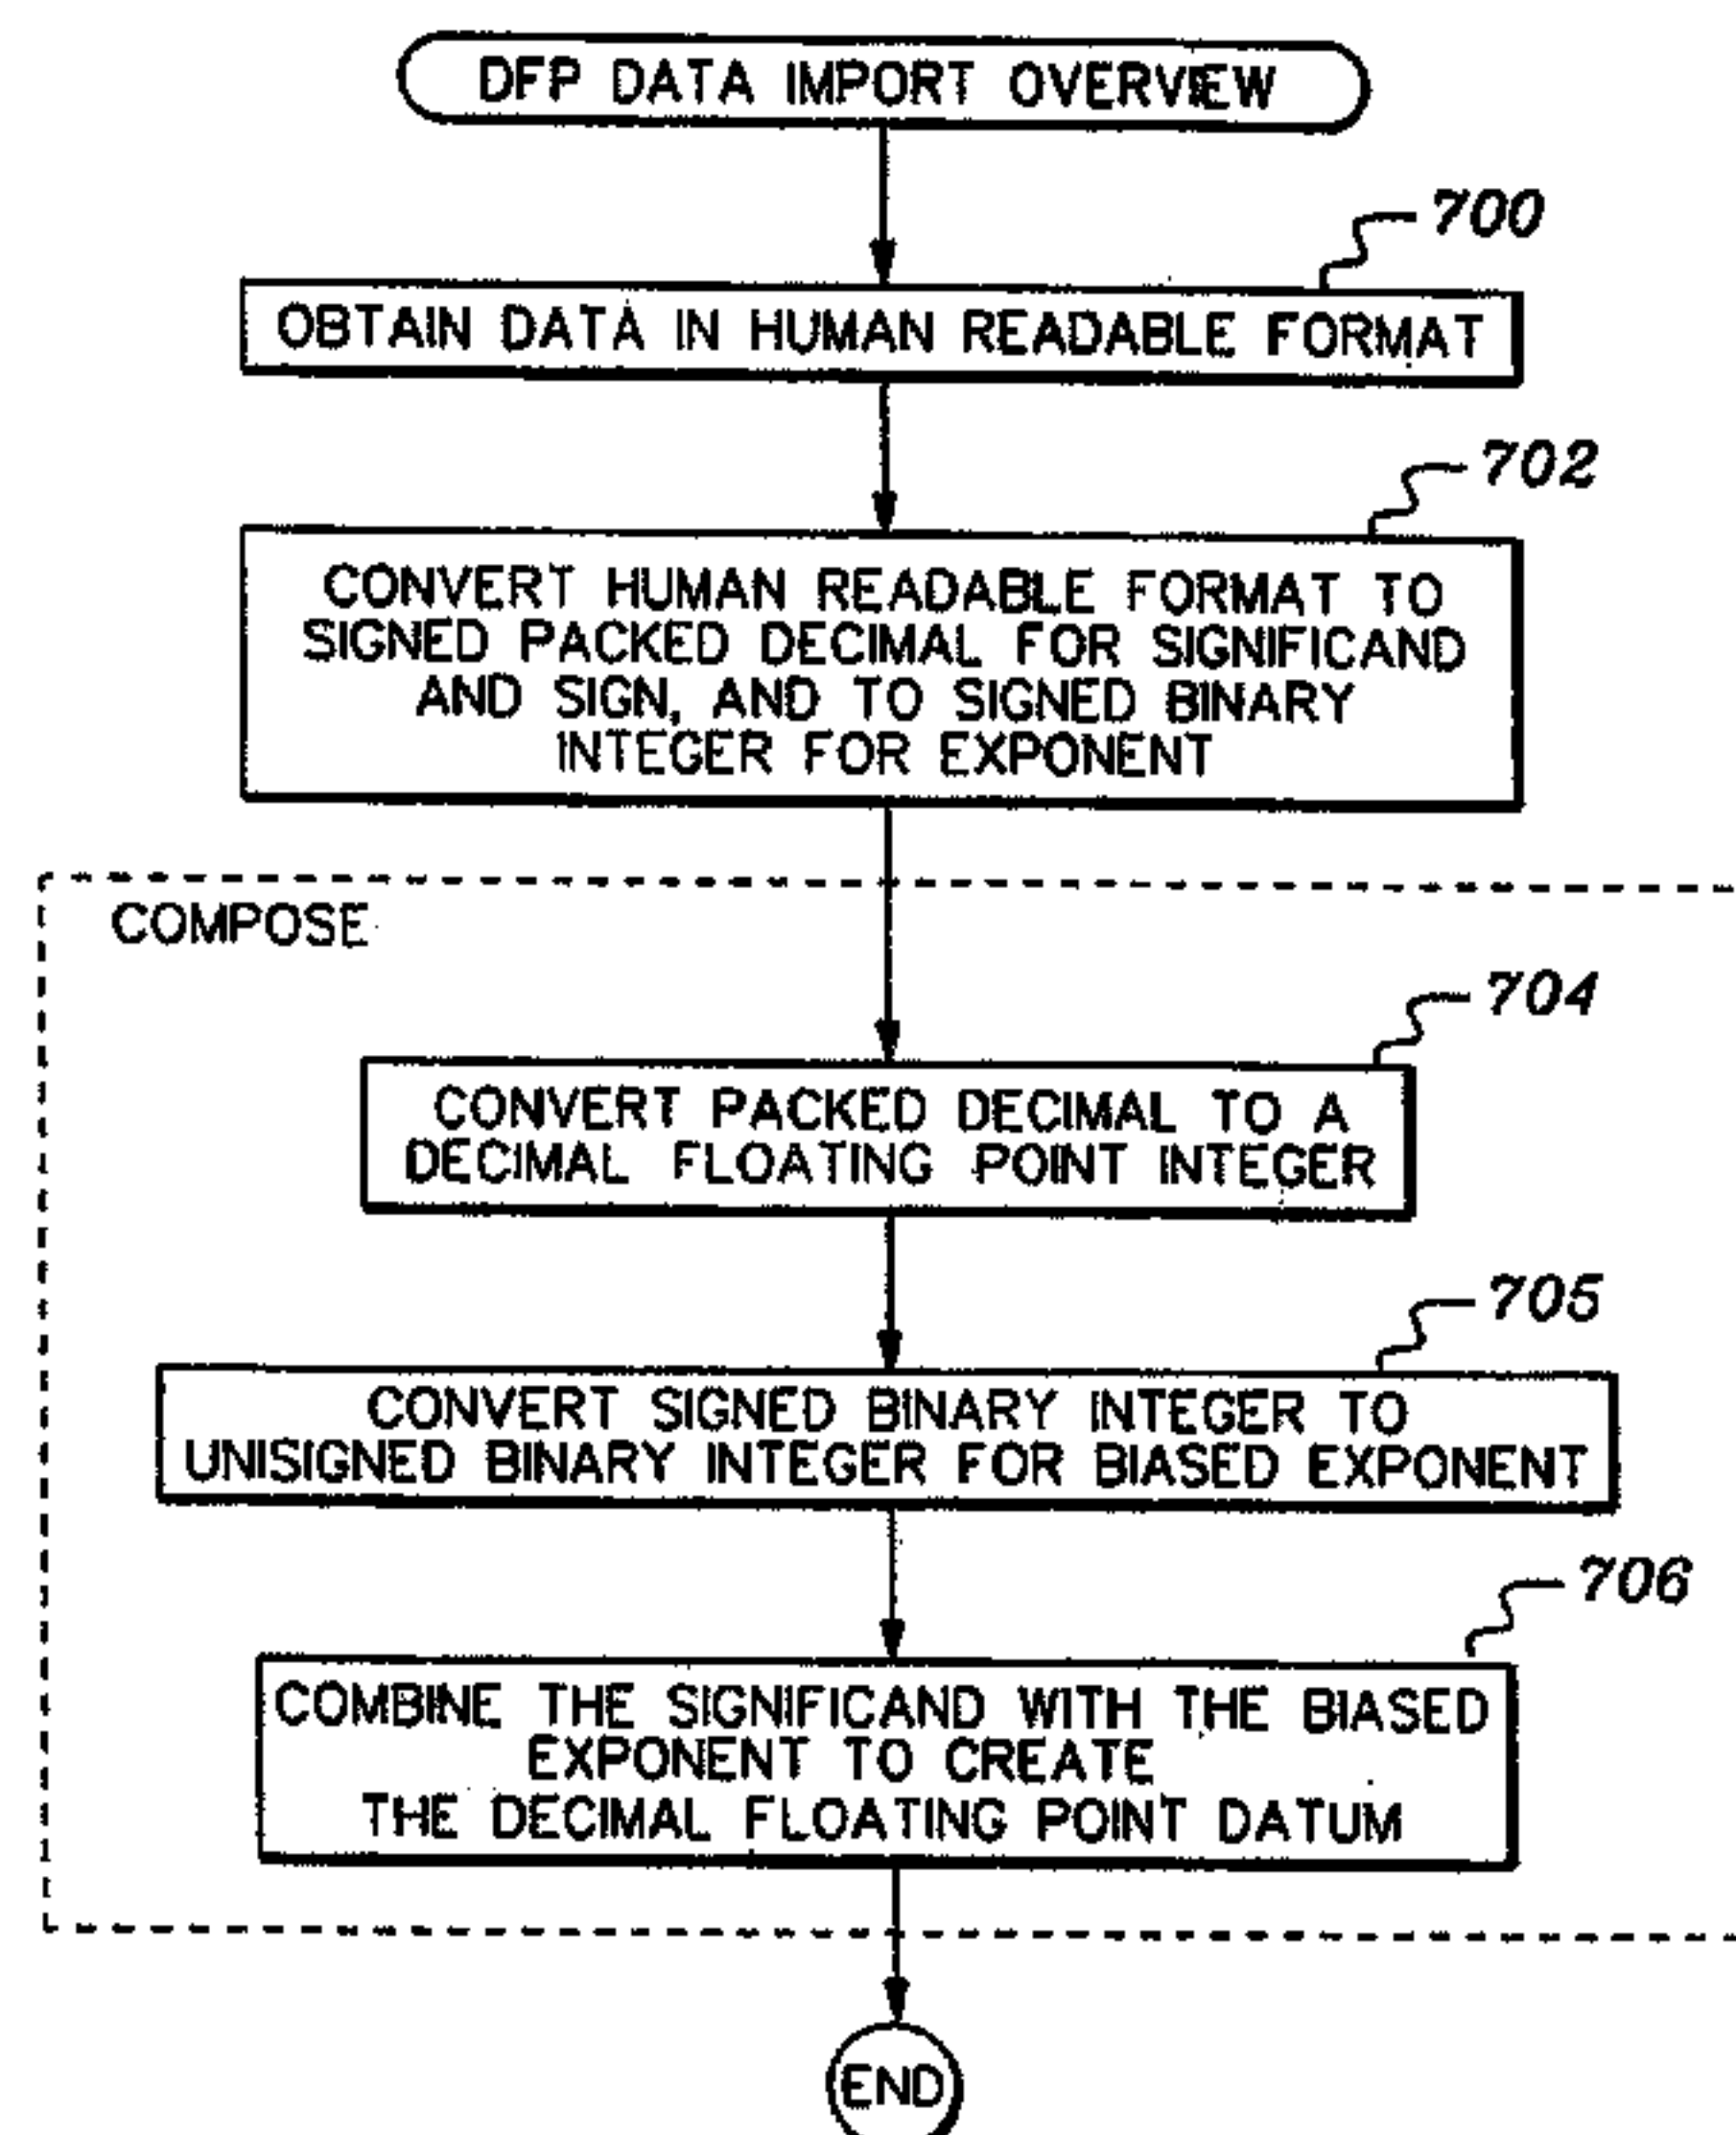 DFP DATA IMPORT OVERVIEW
700
OBTAIN DATA IN HUMAN READABLE FORMAT
702
CONVERT HUMAN READABLE FORMAT TO
SIGNED PACKED DECIMAL FOR SIGNIFICAND
AND SIGN, AND TO SIGNED BINARY
INTEGER FOR EXPONENT
COMPOSE
704
CONVERT PACKED DECIMAL TO A
DECIMAL FLOATING POINT INTEGER
705
CONVERT SIGNED BINARY INTEGER TO
UNISIGNED BINARY INTEGER FOR BIASED EXPONENT
706
COMBINE THE SIGNIFICAND WITH THE BIASED
EXPONENT TO CREATE
THE DECIMAL FLOATING POINT DATUM
END